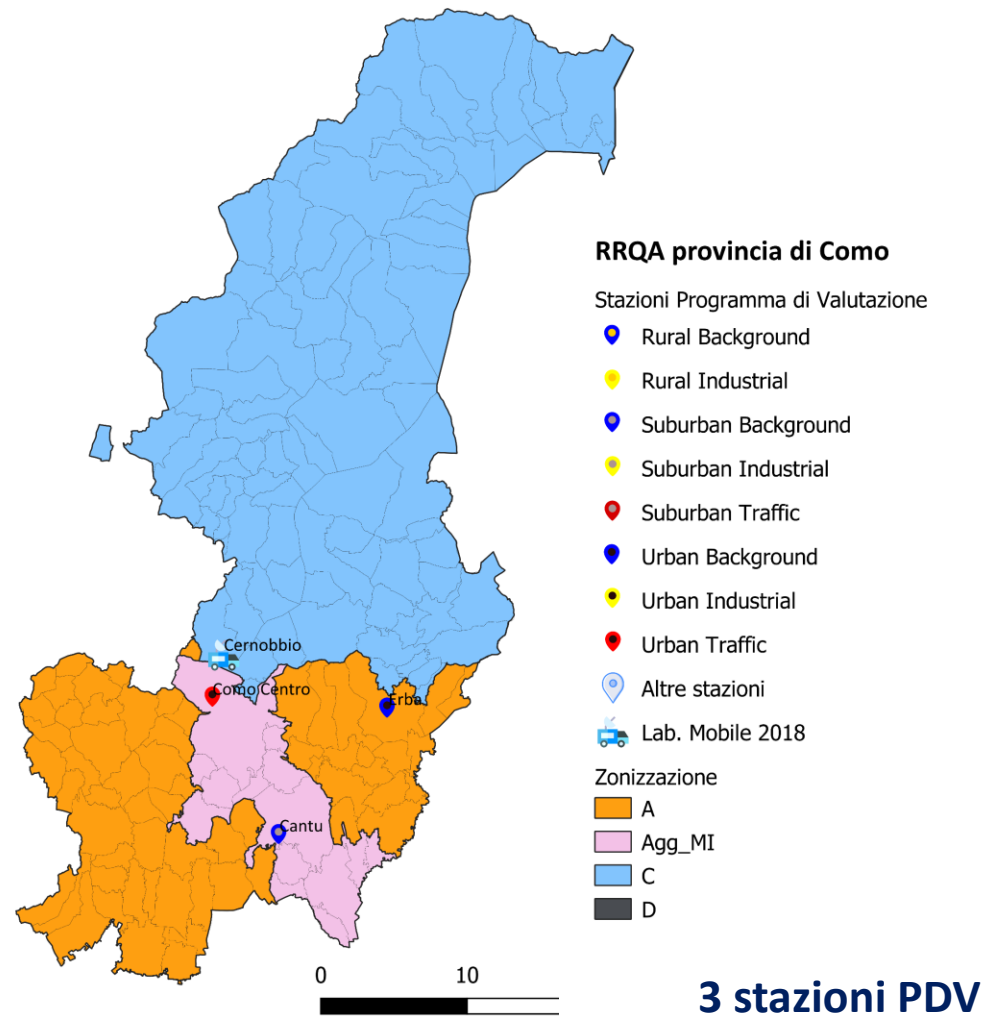 RRQA provincia di Como
Stazioni Programma di Valutazione
Rural Background
Rural Industrial
Suburban Background
Suburban Industrial
Suburban Traffic
Urban Background
Urban Industrial
Urban Traffic
Altre stazioni
Lab. Mobile 2018
Zonizzazione
A
Agg_MI
C
D
Cernobbio
Como Centro
Erba
Cantu
0 10
3 stazioni PDV